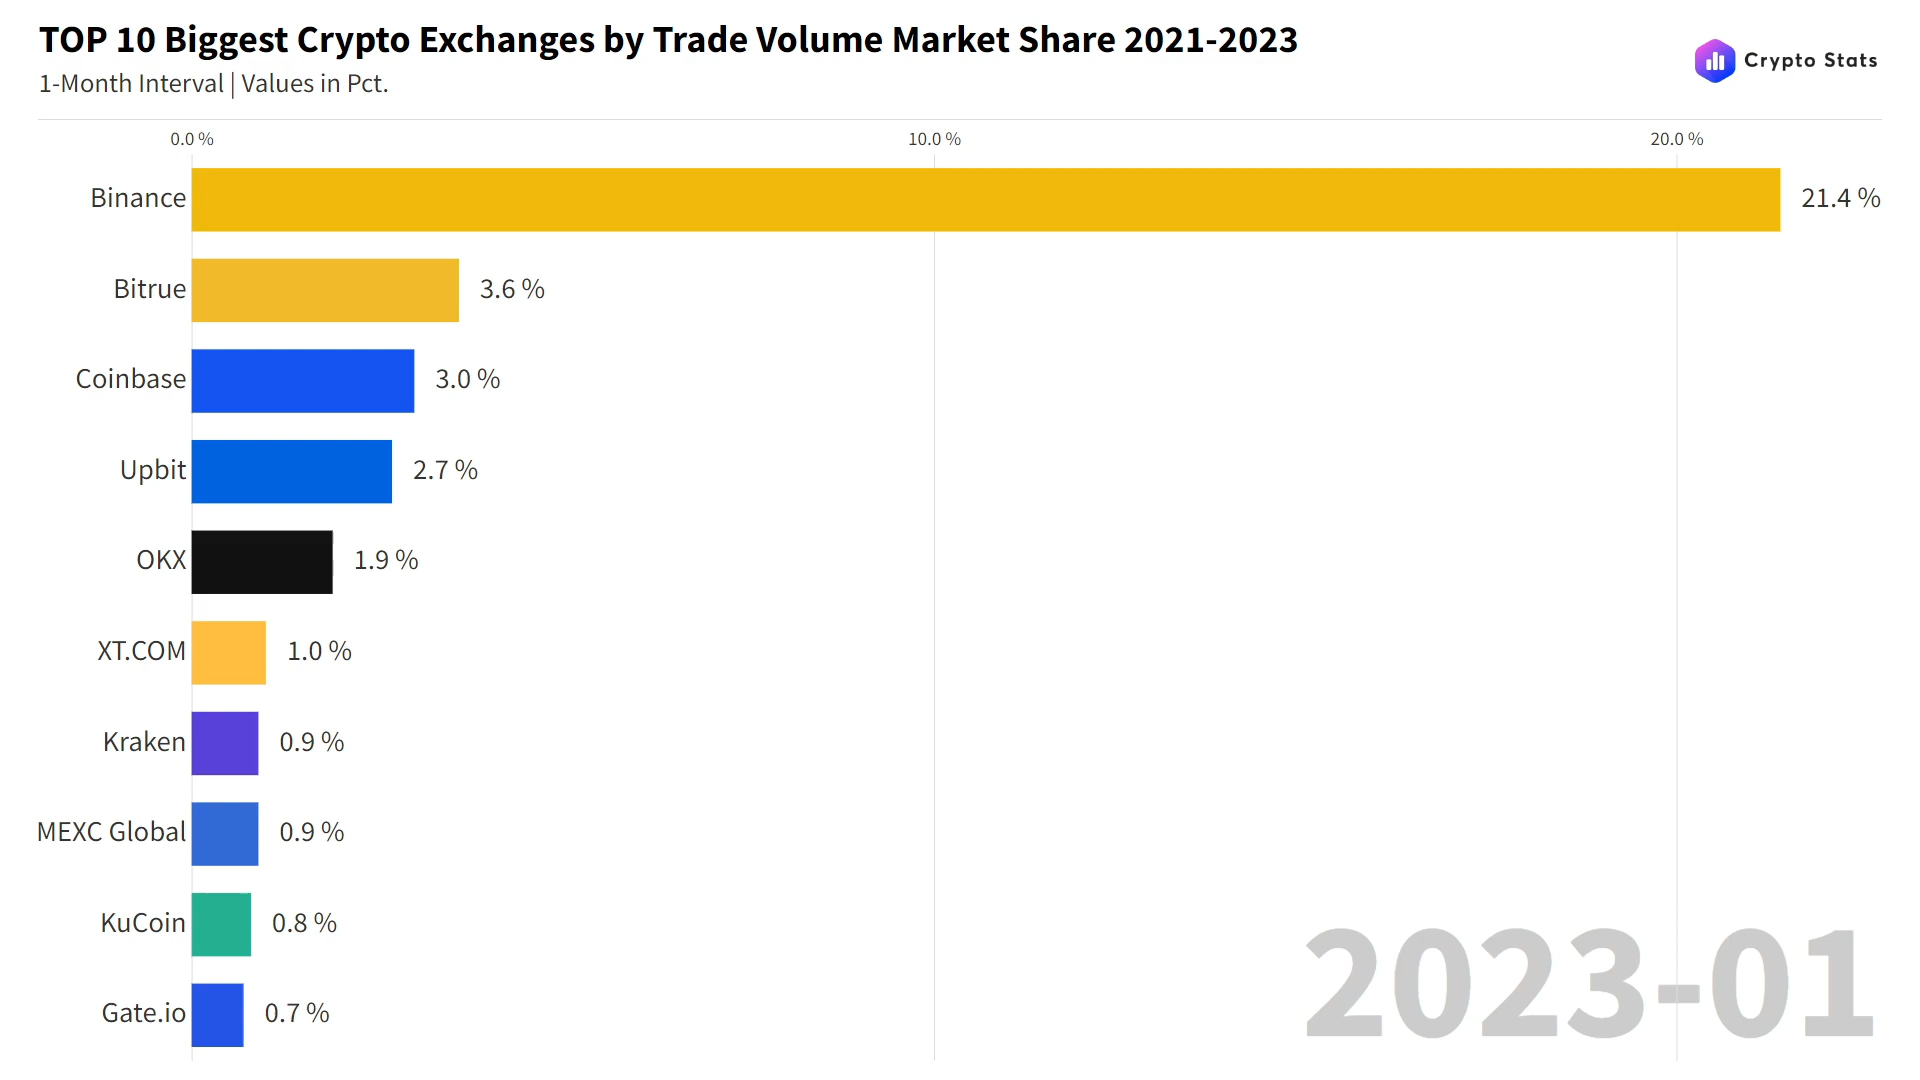 TOP 10 Biggest Crypto Exchanges by Trade Volume Market Share 2021-2023
1-Month Interval | Values in Pct.
Crypto Stats
0.0 %
10.0 %
20.0 %
Binance 21.4 %
Bitrue 3.6 %
Coinbase 3.0 %
Upbit 2.7 %
OKX 1.9 %
XT.COM 1.0 %
Kraken 0.9 %
MEXC Global 0.9 %
KuCoin 0.8 %
Gate.io 0.7 %
2023-01